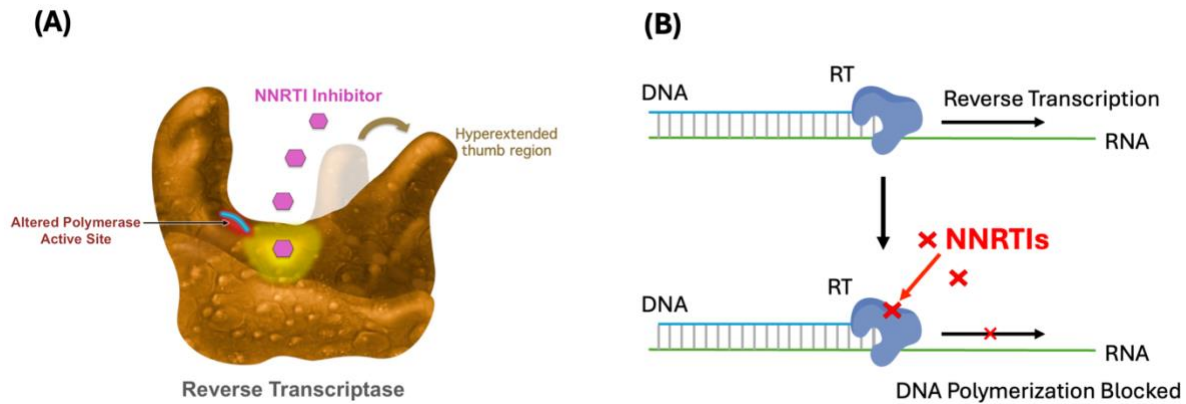 (A)
NNRTI Inhibitor
Hyperextended
thumb region
Altered Polymerase
Active Site
Reverse Transcriptase
(B)
RT
DNA
Reverse Transcription
RNA
NNRTIs
RT
DNA
RNA
DNA Polymerization Blocked